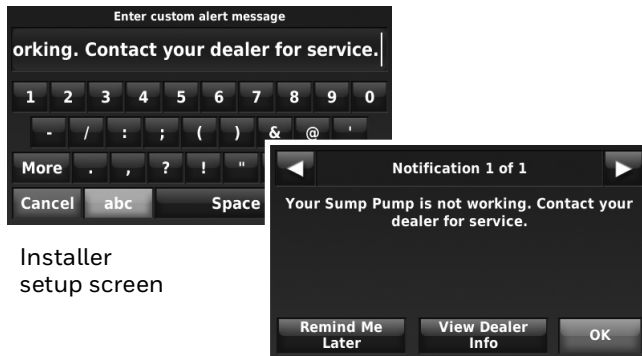 Enter custom alert message
orking. Contact your dealer for service.
1 2 3 4 5 6 7 8 9 0
- / : ; ( ) & @ '
More . , ? ! "
Cancel abc Space
Installer
setup screen
Notification 1 of 1
Your Sump Pump is not working. Contact your
dealer for service.
Remind Me
Later
View Dealer
Info
OK